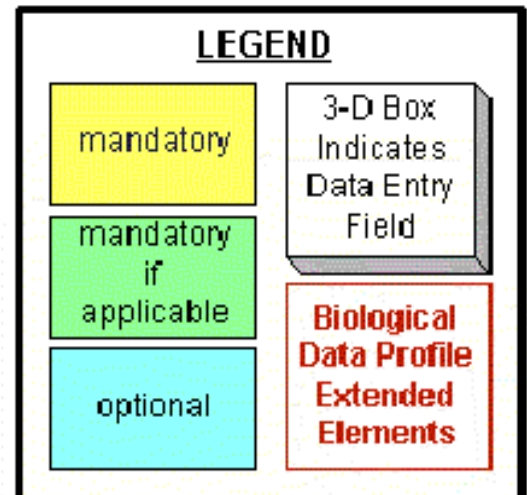 LEGEND
mandatory
mandatory
if
applicable
optional
3-D Box
Indicates
Data Entry
Field
Biological
Data Profile
Extended
Elements